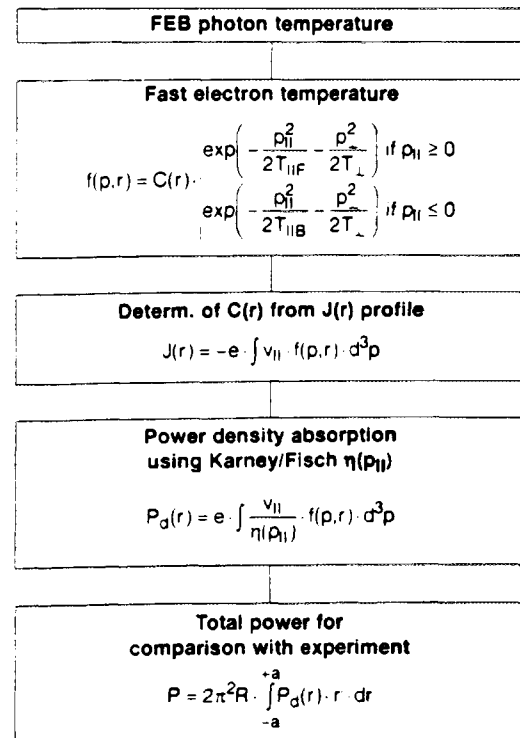 FEB photon temperature
Fast electron temperature
f(p,r) = C(r) · exp(− p||² / 2T||F − p⊥² / 2T⊥) if p|| ≥ 0
exp(− p||² / 2T||B − p⊥² / 2T⊥) if p|| ≤ 0
Determ. of C(r) from J(r) profile
J(r) = −e · ∫ v|| · f(p,r) · d³p
Power density absorption
using Karney/Fisch η(p||)
P_d(r) = e · ∫ v|| / η(p||) · f(p,r) · d³p
Total power for
comparison with experiment
P = 2π²R · ∫₋ₐ⁺ᵃ P_d(r) · r · dr